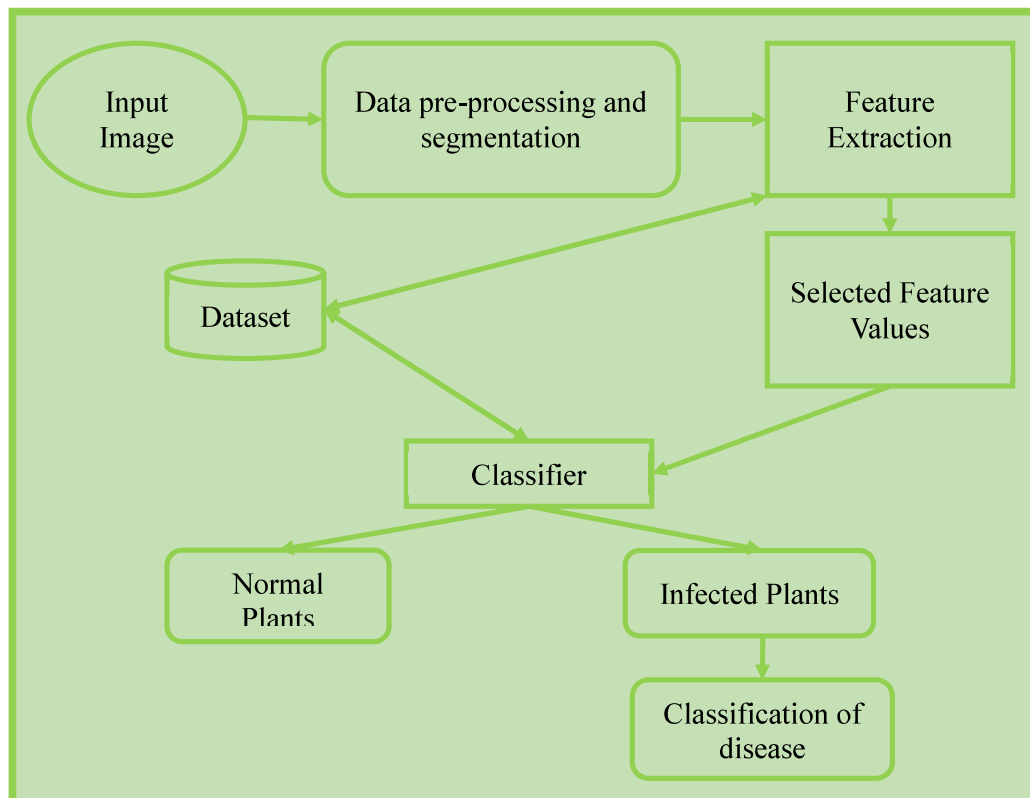 Input
Image
Data pre-processing and
segmentation
Feature
Extraction
Dataset
Selected Feature
Values
Classifier
Normal
Plants
Infected Plants
Classification of
disease